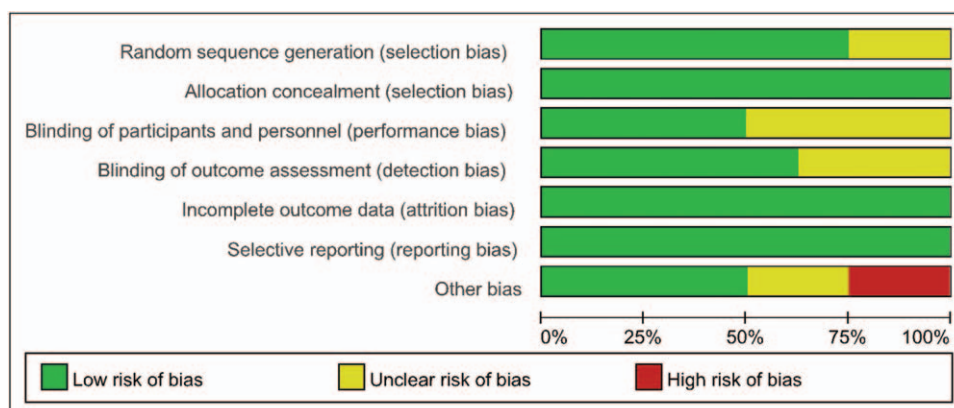 Random sequence generation (selection bias)
Allocation concealment (selection bias)
Blinding of participants and personnel (performance bias)
Blinding of outcome assessment (detection bias)
Incomplete outcome data (attrition bias)
Selective reporting (reporting bias)
Other bias
0% 25% 50% 75% 100%
Low risk of bias Unclear risk of bias High risk of bias